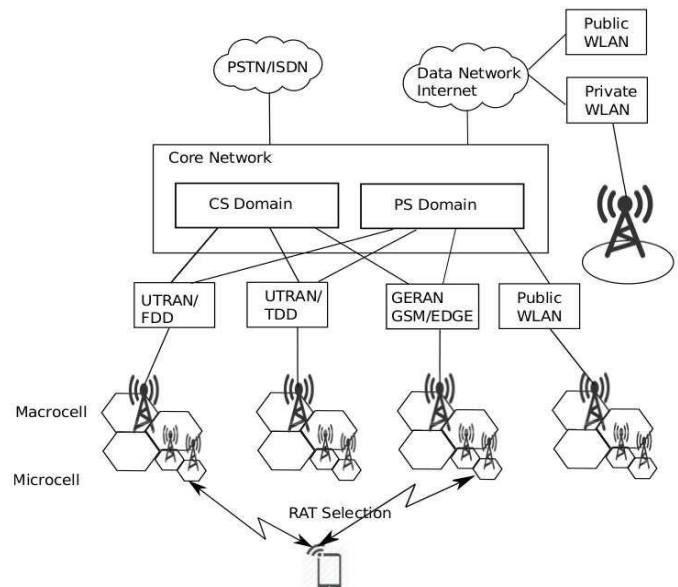 Public
WLAN
PSTN/ISDN
Data Network
Internet
Private
WLAN
Core Network
CS Domain
PS Domain
UTRAN/
FDD
UTRAN/
TDD
GERAN
GSM/EDGE
Public
WLAN
Macrocell
Microcell
RAT Selection